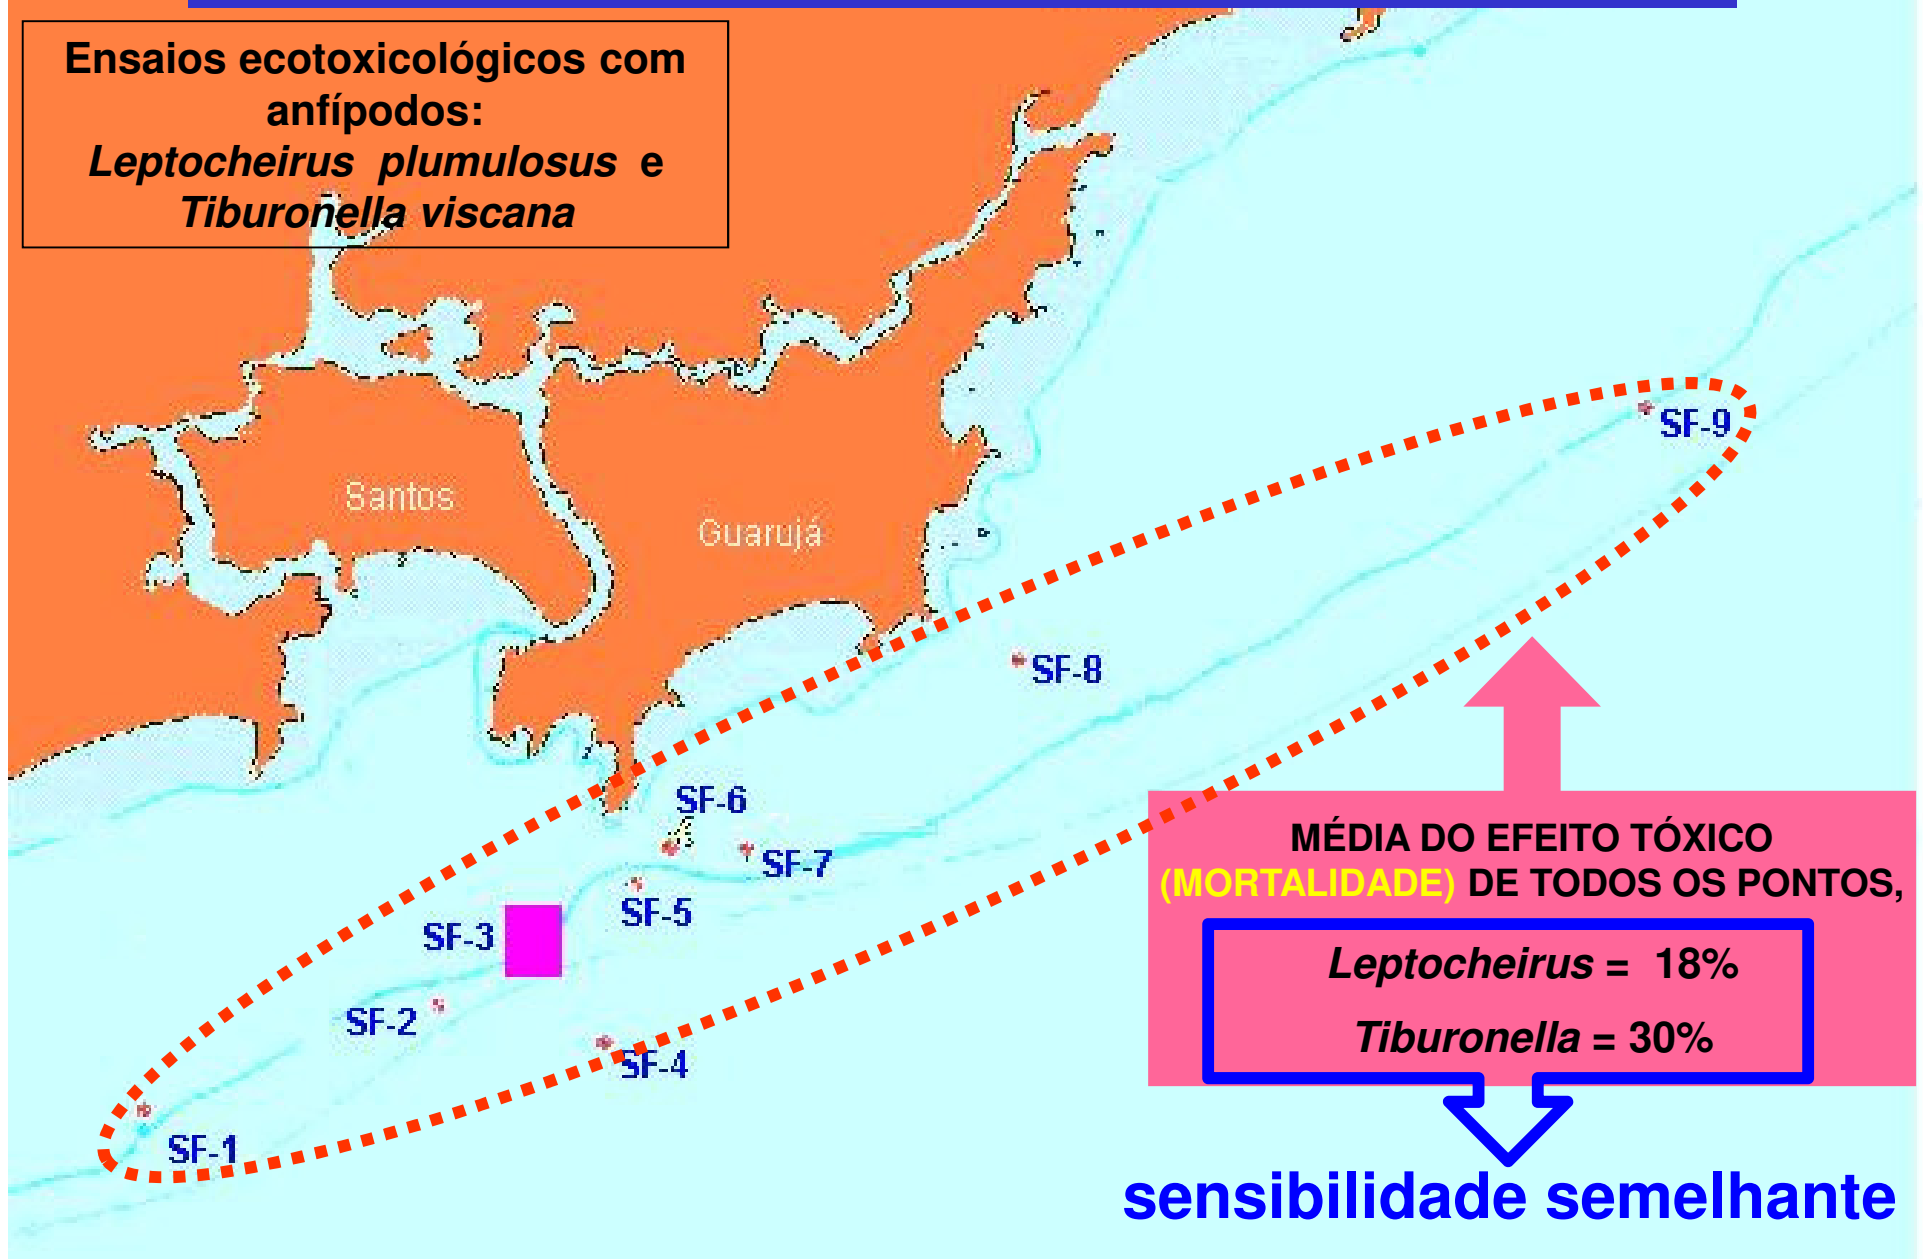 Ensaios ecotoxicológicos com
anfípodos:
Leptocheirus plumulosus e
Tiburonella viscana
Santos
Guarujá
SF-9
SF-8
SF-6
SF-7
SF-5
SF-3
SF-2
SF-4
SF-1
MÉDIA DO EFEITO TÓXICO
(MORTALIDADE) DE TODOS OS PONTOS,
Leptocheirus = 18%
Tiburonella = 30%
sensibilidade semelhante